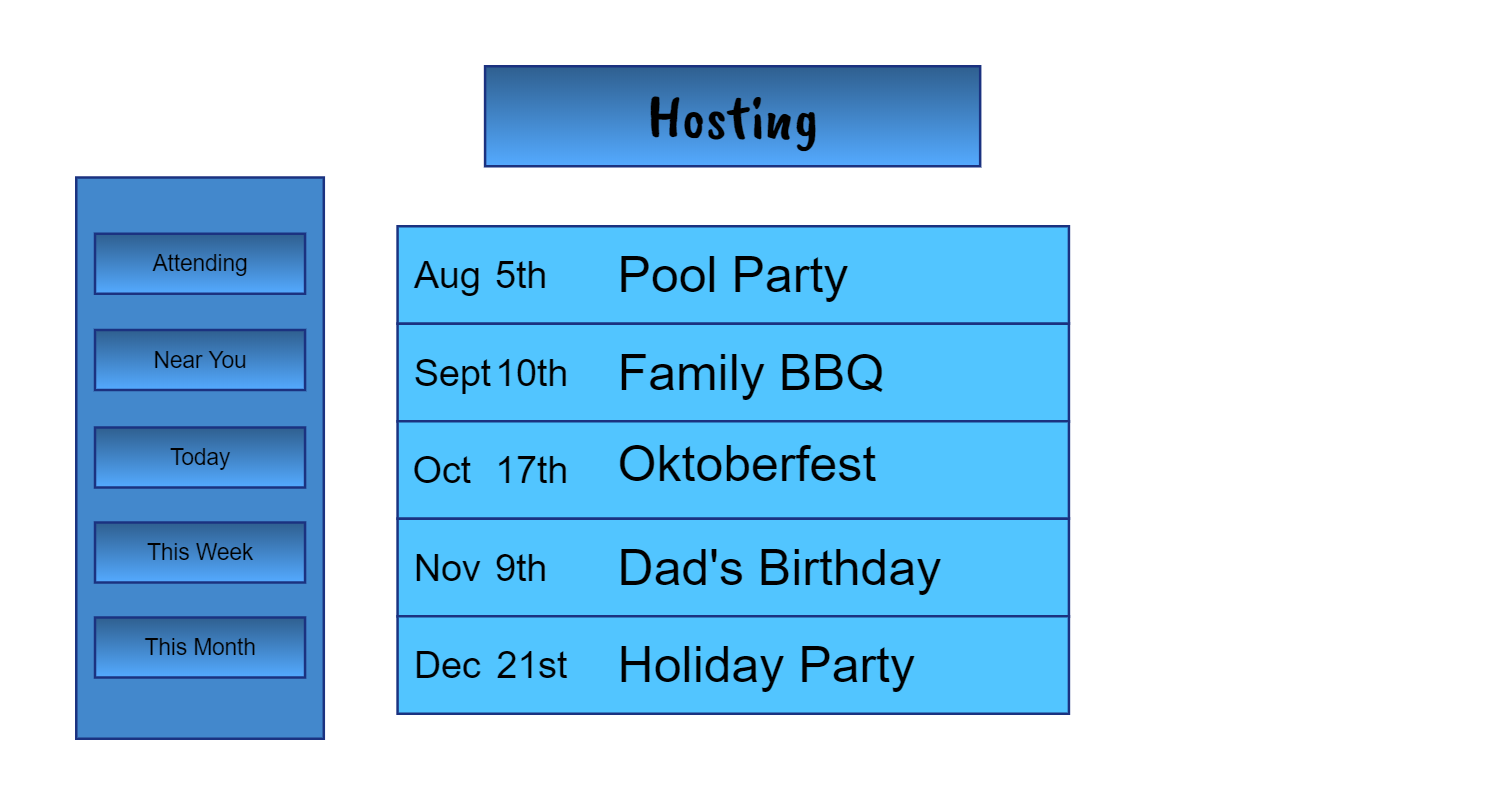 Hosting
Attending
Near You
Today
This Week
This Month
Aug 5th Pool Party
Sept 10th Family BBQ
Oct 17th Oktoberfest
Nov 9th Dad's Birthday
Dec 21st Holiday Party